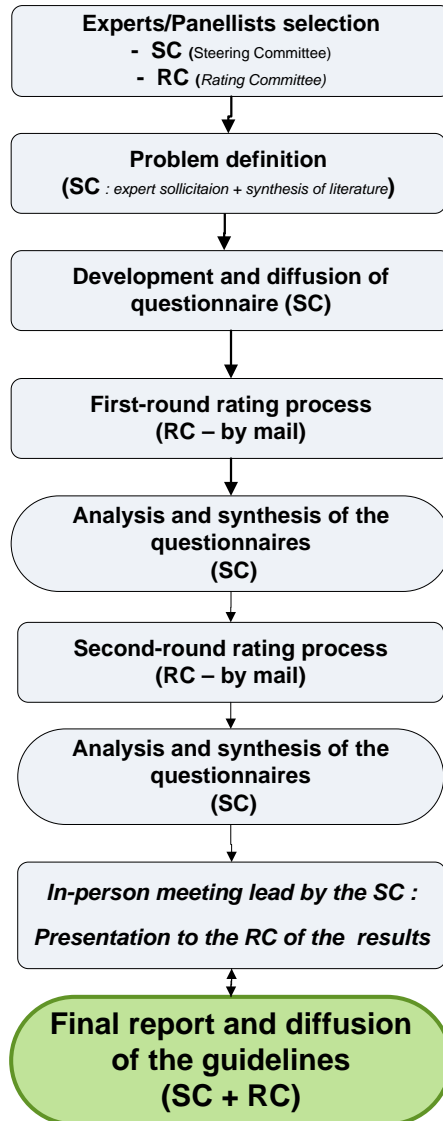 Experts/Panellists selection
- SC (Steering Committee)
- RC (Rating Committee)
Problem definition
(SC : expert sollicitaion + synthesis of literature)
Development and diffusion of
questionnaire (SC)
First-round rating process
(RC – by mail)
Analysis and synthesis of the
questionnaires
(SC)
Second-round rating process
(RC – by mail)
Analysis and synthesis of the
questionnaires
(SC)
In-person meeting lead by the SC :
Presentation to the RC of the results
Final report and diffusion
of the guidelines
(SC + RC)